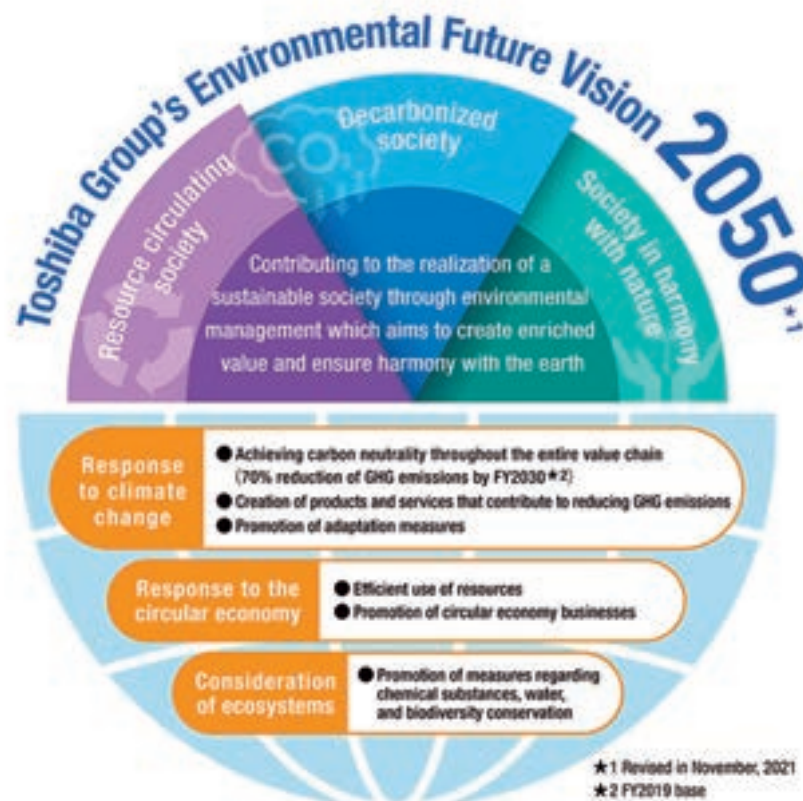 Toshiba Group's Environmental Future Vision 2050 ★1
Resource circulating
society
CO₂
Decarbonized
society
Society in harmony
with nature
Contributing to the realization of a
sustainable society through environmental
management which aims to create enriched
value and ensure harmony with the earth
Response
to climate
change
● Achieving carbon neutrality throughout the entire value chain
(70% reduction of GHG emissions by FY2030★2)
● Creation of products and services that contribute to reducing GHG emissions
● Promotion of adaptation measures
Response to the
circular economy
● Efficient use of resources
● Promotion of circular economy businesses
Consideration
of ecosystems
● Promotion of measures regarding
chemical substances, water,
and biodiversity conservation
★1 Revised in November, 2021
★2 FY2019 base